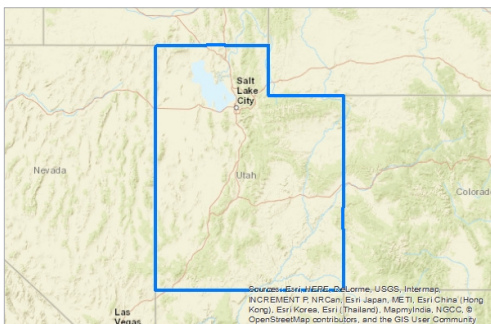 Salt
Lake
City
Nevada
Utah
Colorado
Las
Vegas
Sources: Esri, HERE, DeLorme, USGS, Intermap,
INCREMENT P, NRCan, Esri Japan, METI, Esri China (Hong
Kong), Esri Korea, Esri (Thailand), MapmyIndia, NGCC, ©
OpenStreetMap contributors, and the GIS User Community